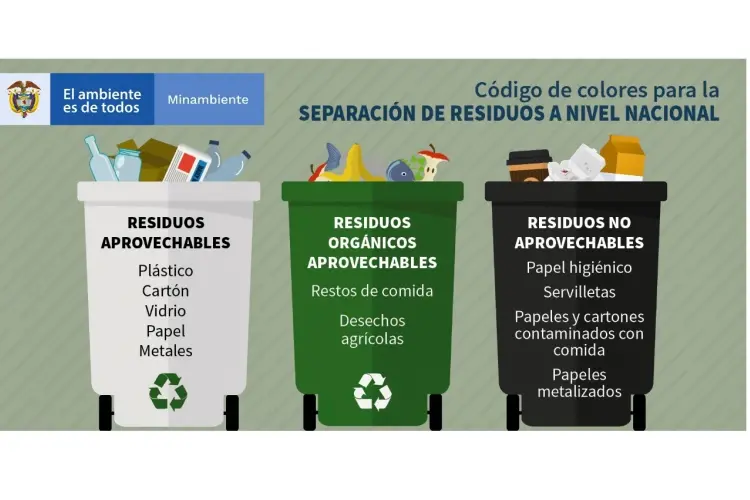 El ambiente
es de todos
Minambiente
Código de colores para la
SEPARACIÓN DE RESIDUOS A NIVEL NACIONAL
RESIDUOS
APROVECHABLES
Plástico
Cartón
Vidrio
Papel
Metales
RESIDUOS
ORGÁNICOS
APROVECHABLES
Restos de comida
Desechos
agrícolas
RESIDUOS NO
APROVECHABLES
Papel higiénico
Servilletas
Papeles y cartones
contaminados con
comida
Papeles
metalizados